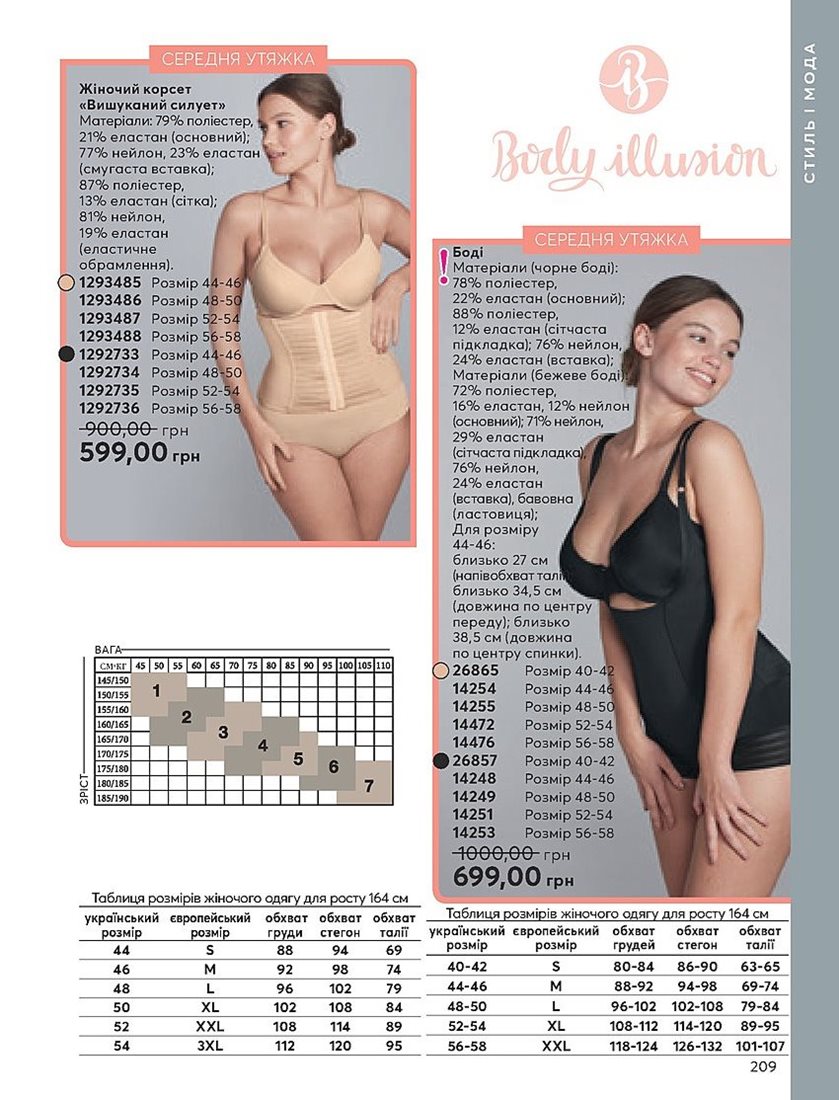 СТИЛЬ І МОДА
СЕРЕДНЯ УТЯЖКА
Жіночий корсет
«Вишуканий силует»
Матеріали: 79% поліестер,
21% еластан (основний);
77% нейлон, 23% еластан
(смугаста вставка);
87% поліестер,
13% еластан (сітка);
81% нейлон,
19% еластан
(еластичне
обрамлення).
1293485 Розмір 44-46
1293486 Розмір 48-50
1293487 Розмір 52-54
1293488 Розмір 56-58
1292733 Розмір 44-46
1292734 Розмір 48-50
1292735 Розмір 52-54
1292736 Розмір 56-58
900,00 грн
599,00 грн
Body illusion
СЕРЕДНЯ УТЯЖКА
Боді
Матеріали (чорне боді):
78% поліестер,
22% еластан (основний);
88% поліестер,
12% еластан (сітчаста
підкладка); 76% нейлон,
24% еластан (вставка);
Матеріали (бежеве боді):
72% поліестер,
16% еластан, 12% нейлон
(основний); 71% нейлон,
29% еластан
(сітчаста підкладка),
76% нейлон,
24% еластан
(вставка), бавовна
(ластовиця);
Для розміру
44-46:
близько 27 см
(напівобхват талії)
близько 34,5 см
(довжина по центру
переду); близько
38,5 см (довжина
по центру спинки).
26865 Розмір 40-42
14254 Розмір 44-46
14255 Розмір 48-50
14472 Розмір 52-54
14476 Розмір 56-58
26857 Розмір 40-42
14248 Розмір 44-46
14249 Розмір 48-50
14251 Розмір 52-54
14253 Розмір 56-58
1000,00 грн
699,00 грн
ВАГА
СМ·КГ 45 50 55 60 65 70 75 80 85 90 95 100 105 110
145/150
150/155 1
155/160
160/165 2
165/170 3
170/175 4
175/180 5 6
180/185 7
185/190
ЗРІСТ
Таблиця розмірів жіночого одягу для росту 164 см
український розмір європейський розмір обхват груди обхват стегон обхват талії
44 S 88 94 69
46 M 92 98 74
48 L 96 102 79
50 XL 102 108 84
52 XXL 108 114 89
54 3XL 112 120 95
Таблиця розмірів жіночого одягу для росту 164 см
український розмір європейський розмір обхват грудей обхват стегон обхват талії
40-42 S 80-84 86-90 63-65
44-46 M 88-92 94-98 69-74
48-50 L 96-102 102-108 79-84
52-54 XL 108-112 114-120 89-95
56-58 XXL 118-124 126-132 101-107
209